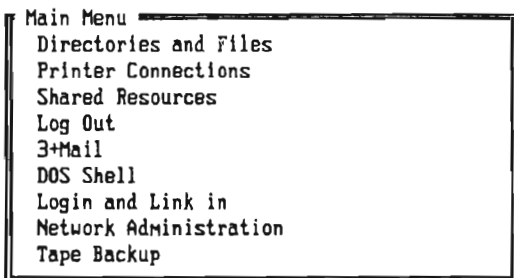 Main Menu
Directories and Files
Printer Connections
Shared Resources
Log Out
3+Mail
DOS Shell
Login and Link in
Network Administration
Tape Backup